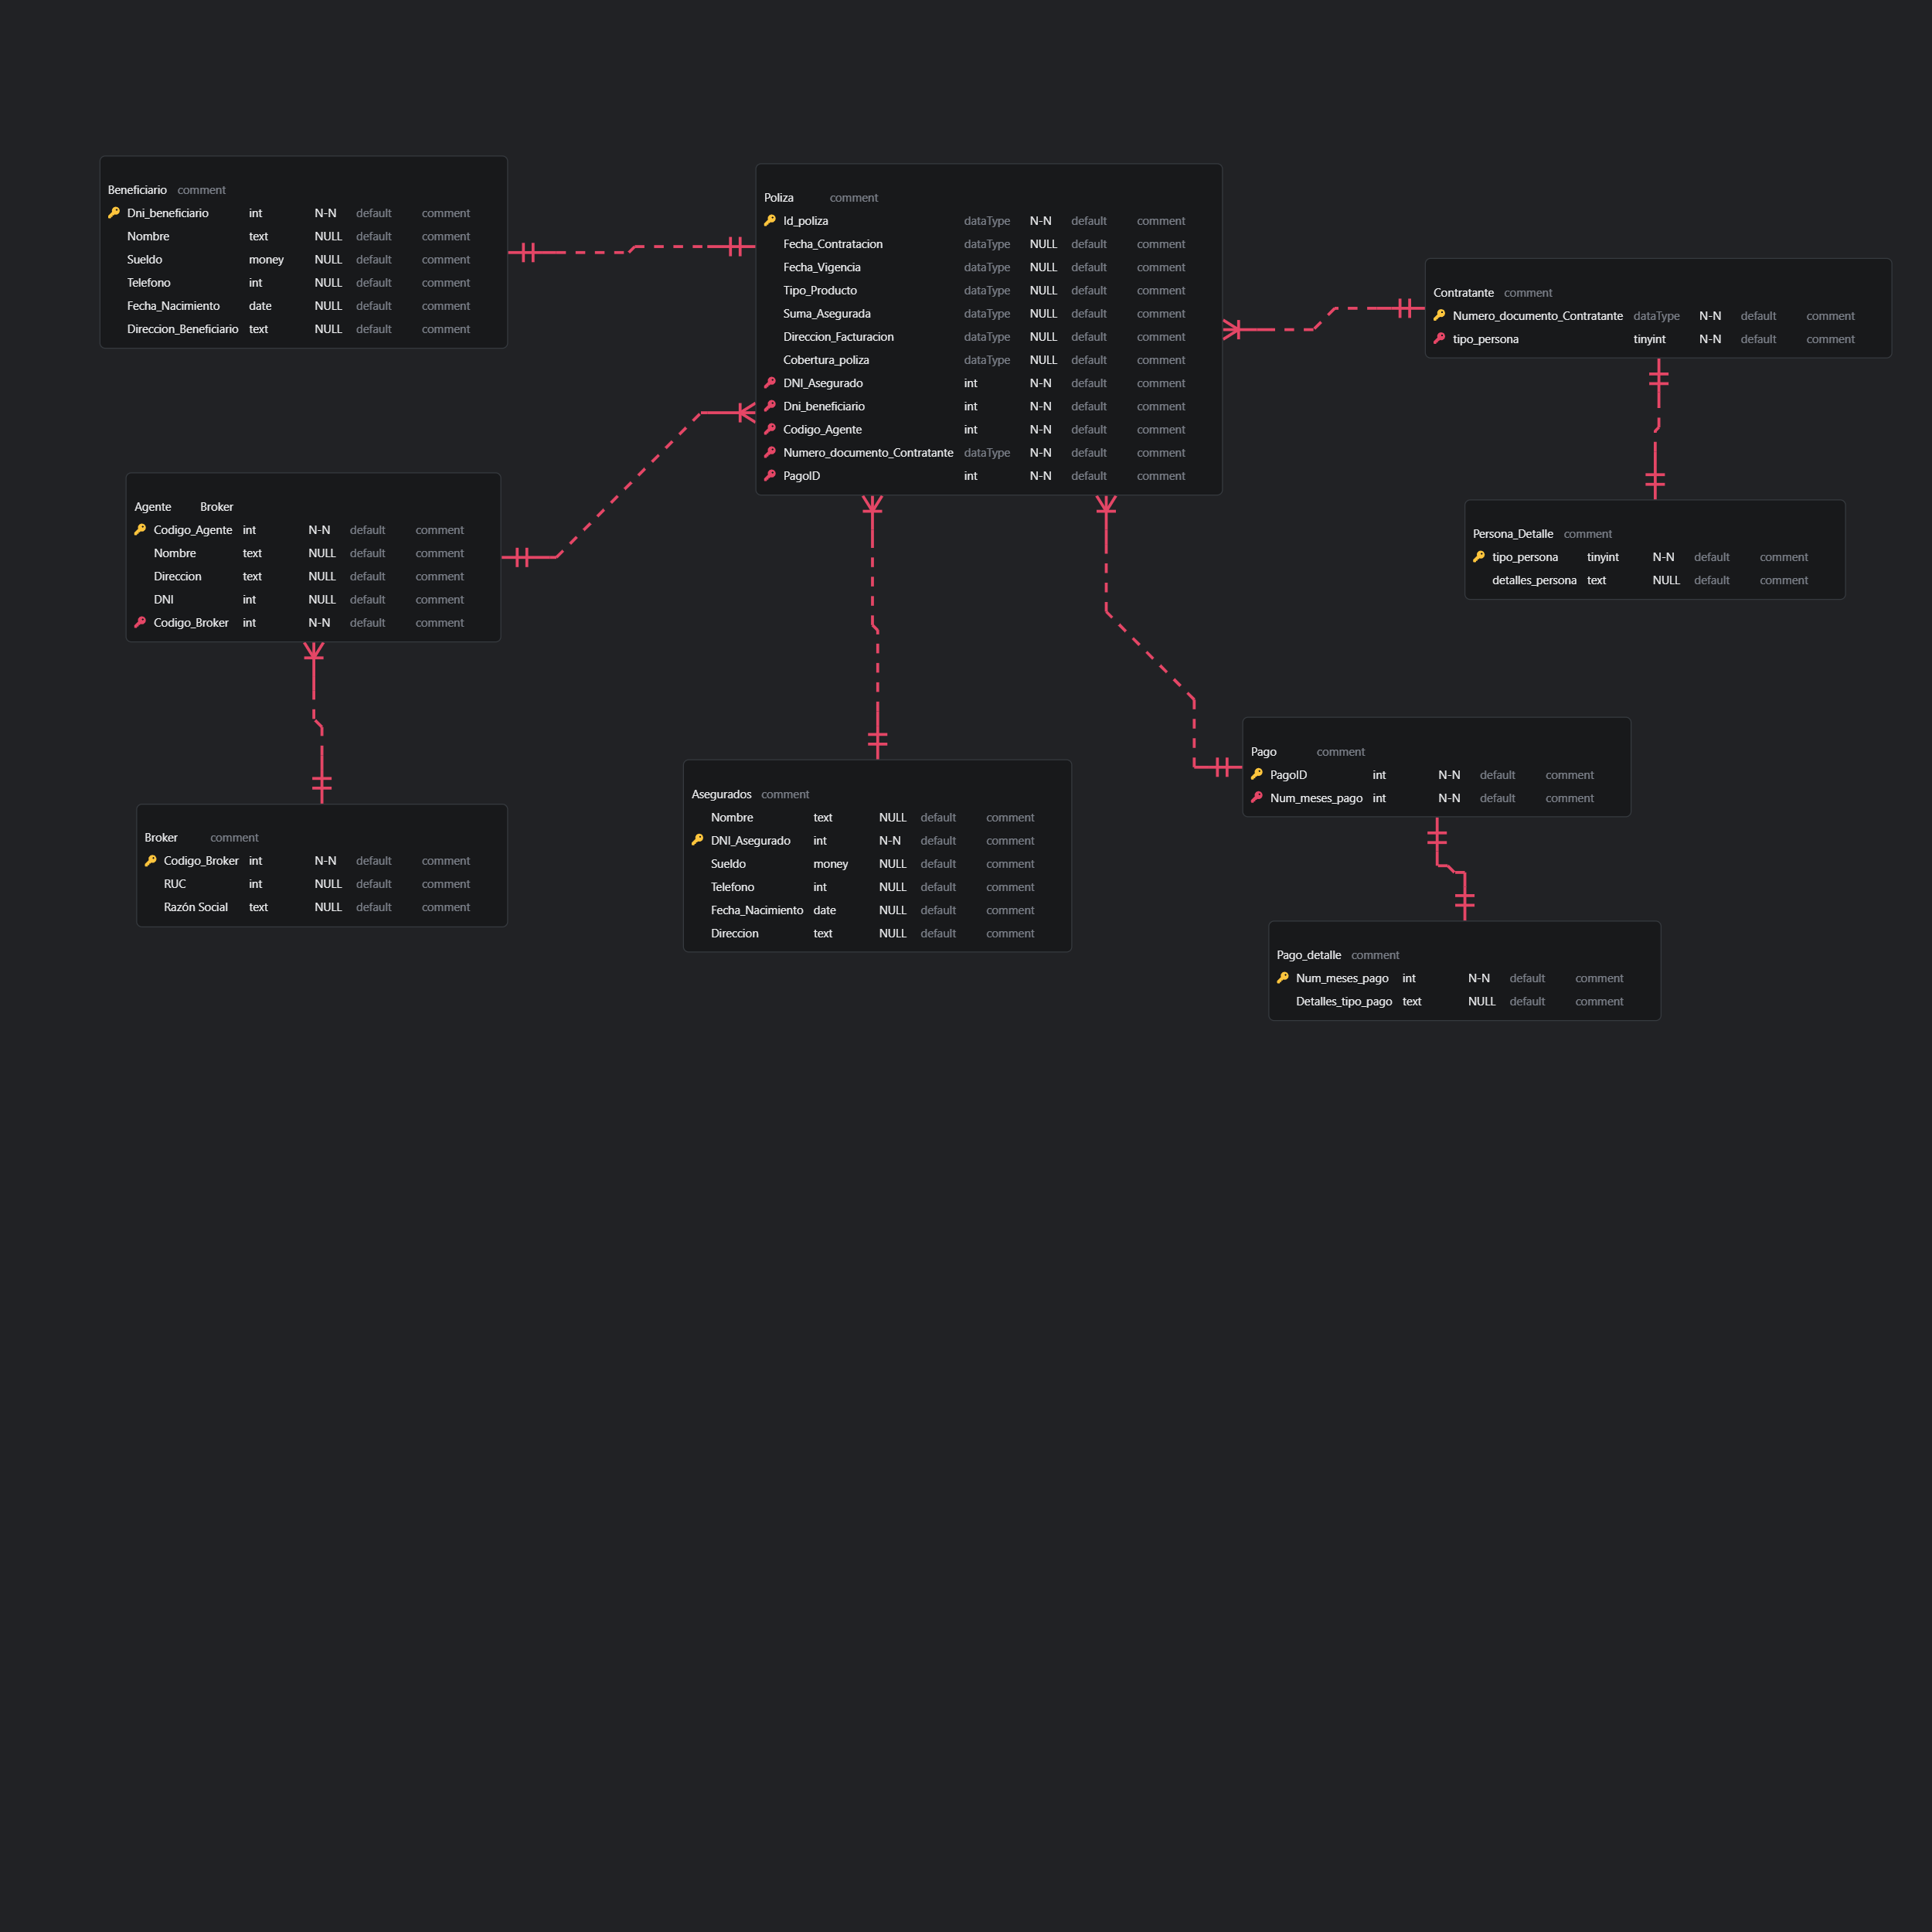 Beneficiario comment
Dni_beneficiario int N-N default comment
Nombre text NULL default comment
Sueldo money NULL default comment
Telefono int NULL default comment
Fecha_Nacimiento date NULL default comment
Direccion_Beneficiario text NULL default comment
Poliza comment
Id_poliza dataType N-N default comment
Fecha_Contratacion dataType NULL default comment
Fecha_Vigencia dataType NULL default comment
Tipo_Producto dataType NULL default comment
Suma_Asegurada dataType NULL default comment
Direccion_Facturacion dataType NULL default comment
Cobertura_poliza dataType NULL default comment
DNI_Asegurado int N-N default comment
Dni_beneficiario int N-N default comment
Codigo_Agente int N-N default comment
Numero_documento_Contratante dataType N-N default comment
PagoID int N-N default comment
Contratante comment
Numero_documento_Contratante dataType N-N default comment
tipo_persona tinyint N-N default comment
Agente Broker
Codigo_Agente int N-N default comment
Nombre text NULL default comment
Direccion text NULL default comment
DNI int NULL default comment
Codigo_Broker int N-N default comment
Persona_Detalle comment
tipo_persona tinyint N-N default comment
detalles_persona text NULL default comment
Broker comment
Codigo_Broker int N-N default comment
RUC int NULL default comment
Razón Social text NULL default comment
Asegurados comment
Nombre text NULL default comment
DNI_Asegurado int N-N default comment
Sueldo money NULL default comment
Telefono int NULL default comment
Fecha_Nacimiento date NULL default comment
Direccion text NULL default comment
Pago comment
PagoID int N-N default comment
Num_meses_pago int N-N default comment
Pago_detalle comment
Num_meses_pago int N-N default comment
Detalles_tipo_pago text NULL default comment